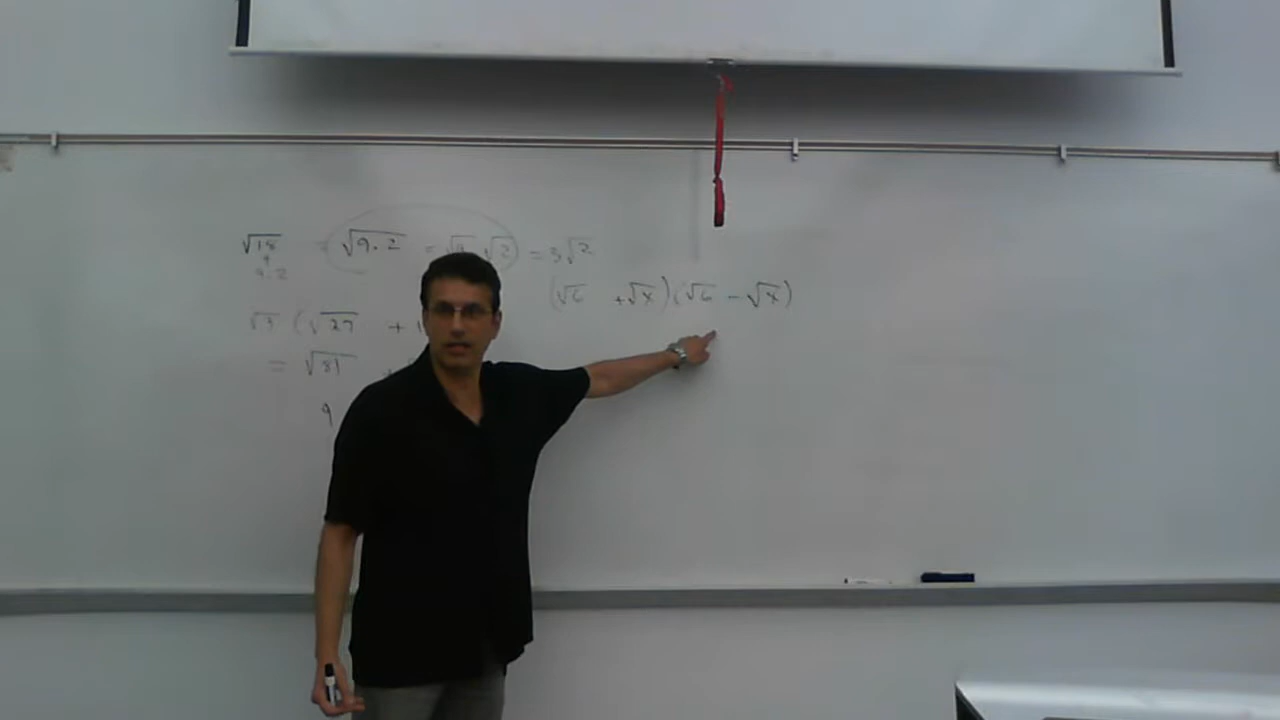 √18 = √9.2 = √9 √2 = 3√2
9.2
(√6 +√x)(√6 - √x)
√3 (√27 +
= √81 +
9